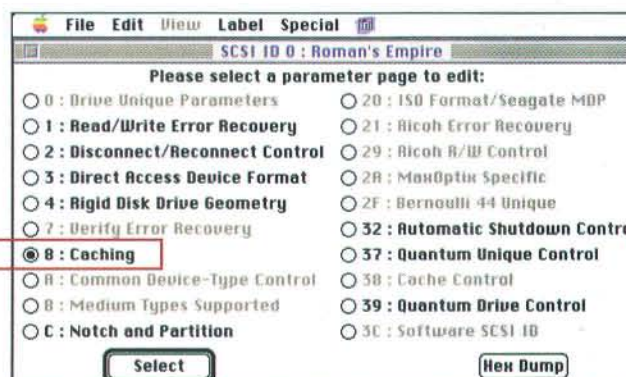 File Edit View Label Special
SCSI ID 0 : Roman's Empire
Please select a parameter page to edit:
0 : Drive Unique Parameters
1 : Read/Write Error Recovery
2 : Disconnect/Reconnect Control
3 : Direct Access Device Format
4 : Rigid Disk Drive Geometry
7 : Verify Error Recovery
8 : Caching
A : Common Device-Type Control
B : Medium Types Supported
C : Notch and Partition
20 : ISO Format/Seagate MDP
21 : Ricoh Error Recovery
29 : Ricoh R/W Control
2A : MaxOptix Specific
2F : Bernoulli 44 Unique
32 : Automatic Shutdown Contro
37 : Quantum Unique Control
38 : Cache Control
39 : Quantum Drive Control
3C : Software SCSI ID
Select
Hex Dump